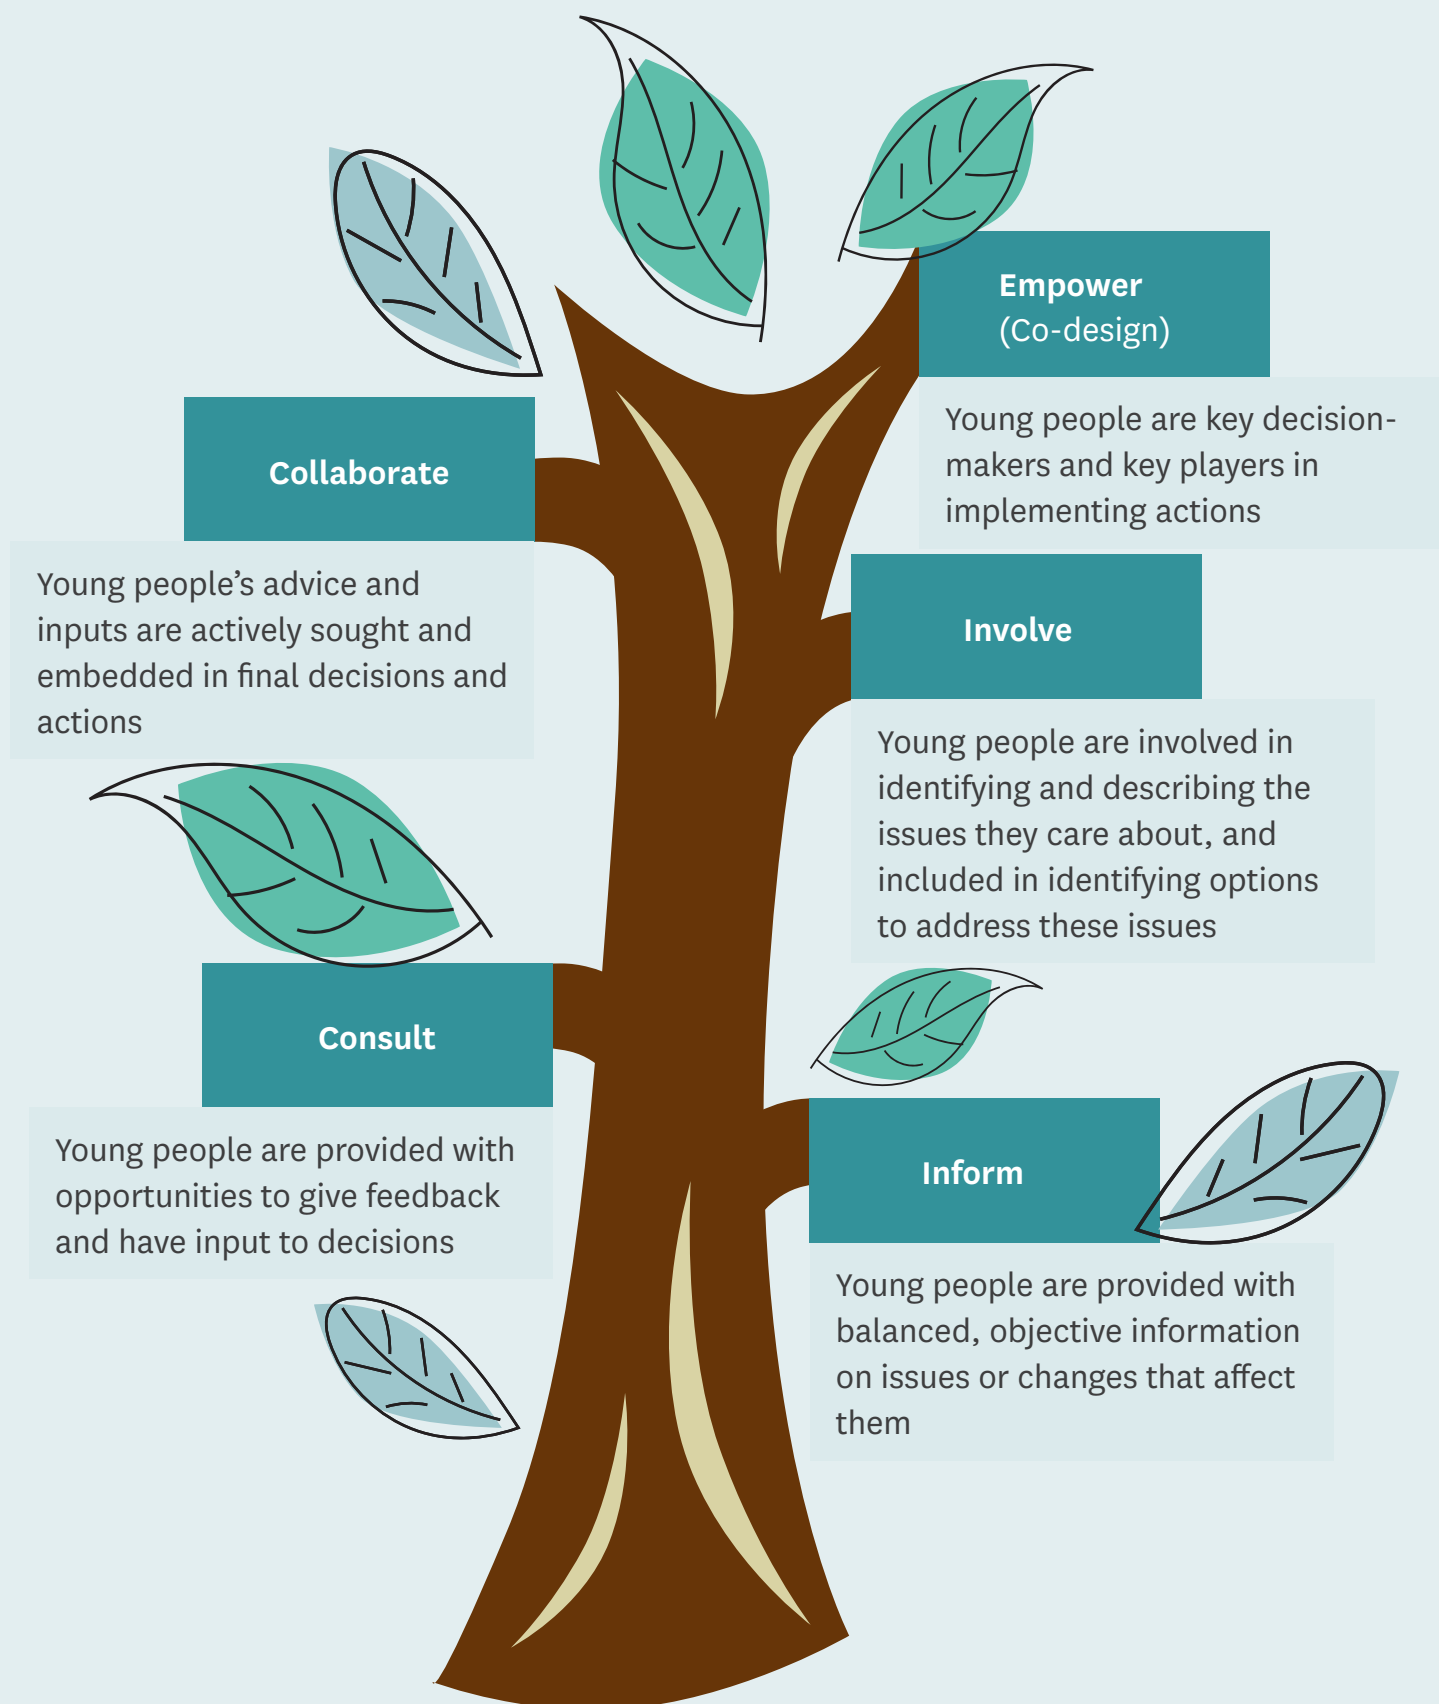 Empower
(Co-design)
Young people are key decision-
makers and key players in
implementing actions
Collaborate
Young people’s advice and
inputs are actively sought and
embedded in final decisions and
actions
Involve
Young people are involved in
identifying and describing the
issues they care about, and
included in identifying options
to address these issues
Consult
Young people are provided with
opportunities to give feedback
and have input to decisions
Inform
Young people are provided with
balanced, objective information
on issues or changes that affect
them